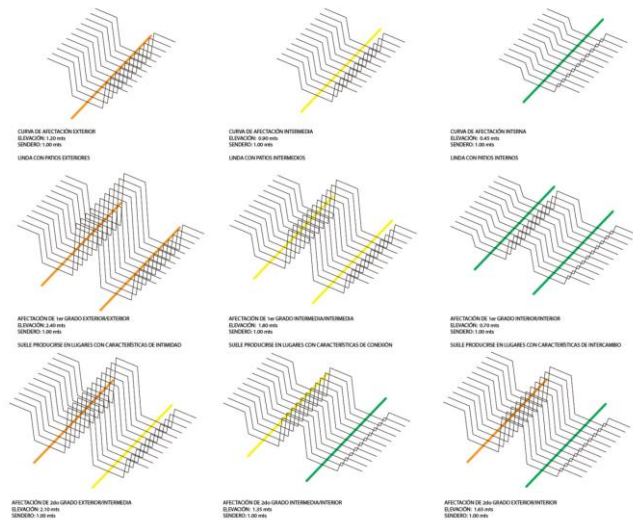 CURVA DE AFECTACIÓN EXTERIOR
ELEVACIÓN: 1.20 mts
SENDERO: 1.00 mts
LINDA CON PATIOS EXTERIORES
CURVA DE AFECTACIÓN INTERMEDIA
ELEVACIÓN: 0.90 mts
SENDERO: 1.00 mts
LINDA CON PATIOS INTERMEDIOS
CURVA DE AFECTACIÓN INTERNA
ELEVACIÓN: 0.45 mts
SENDERO: 1.00 mts
LINDA CON PATIOS INTERNOS
AFECTACIÓN DE 1er GRADO EXTERIOR/EXTERIOR
ELEVACIÓN: 2.40 mts
SENDERO: 1.00 mts
SUELE PRODUCIRSE EN LUGARES CON CARACTERÍSTICAS DE INTIMIDAD
AFECTACIÓN DE 1er GRADO INTERMEDIA/INTERMEDIA
ELEVACIÓN: 1.80 mts
SENDERO: 1.00 mts
SUELE PRODUCIRSE EN LUGARES CON CARACTERÍSTICAS DE CONEXIÓN
AFECTACIÓN DE 1er GRADO INTERIOR/INTERIOR
ELEVACIÓN: 0.70 mts
SENDERO: 1.00 mts
SUELE PRODUCIRSE EN LUGARES CON CARACTERÍSTICAS DE INTERCAMBIO
AFECTACIÓN DE 2do GRADO EXTERIOR/INTERMEDIA
ELEVACIÓN: 2.10 mts
SENDERO: 1.00 mts
AFECTACIÓN DE 2do GRADO INTERMEDIA/INTERIOR
ELEVACIÓN: 1.35 mts
SENDERO: 1.00 mts
AFECTACIÓN DE 2do GRADO EXTERIOR/INTERIOR
ELEVACIÓN: 1.65 mts
SENDERO: 1.00 mts